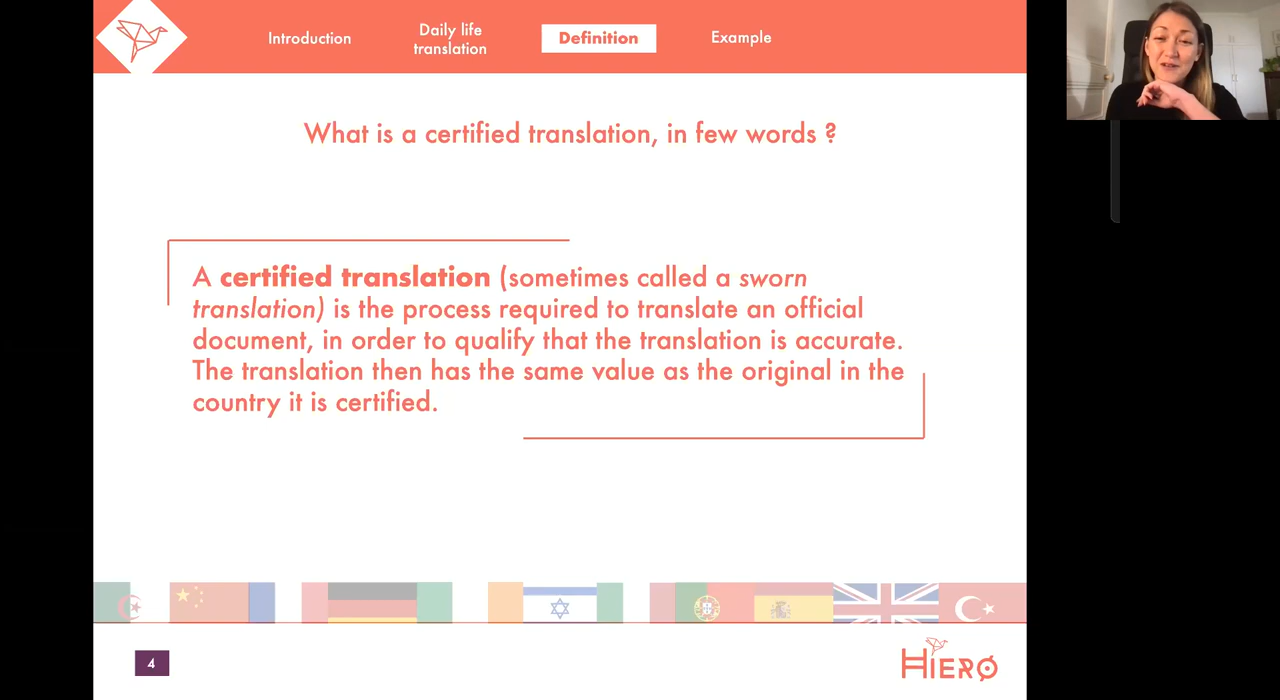 Introduction
Daily life
translation
Definition
Example
What is a certified translation, in few words ?
A certified translation (sometimes called a sworn
translation) is the process required to translate an official
document, in order to qualify that the translation is accurate.
The translation then has the same value as the original in the
country it is certified.
4
HIERØ